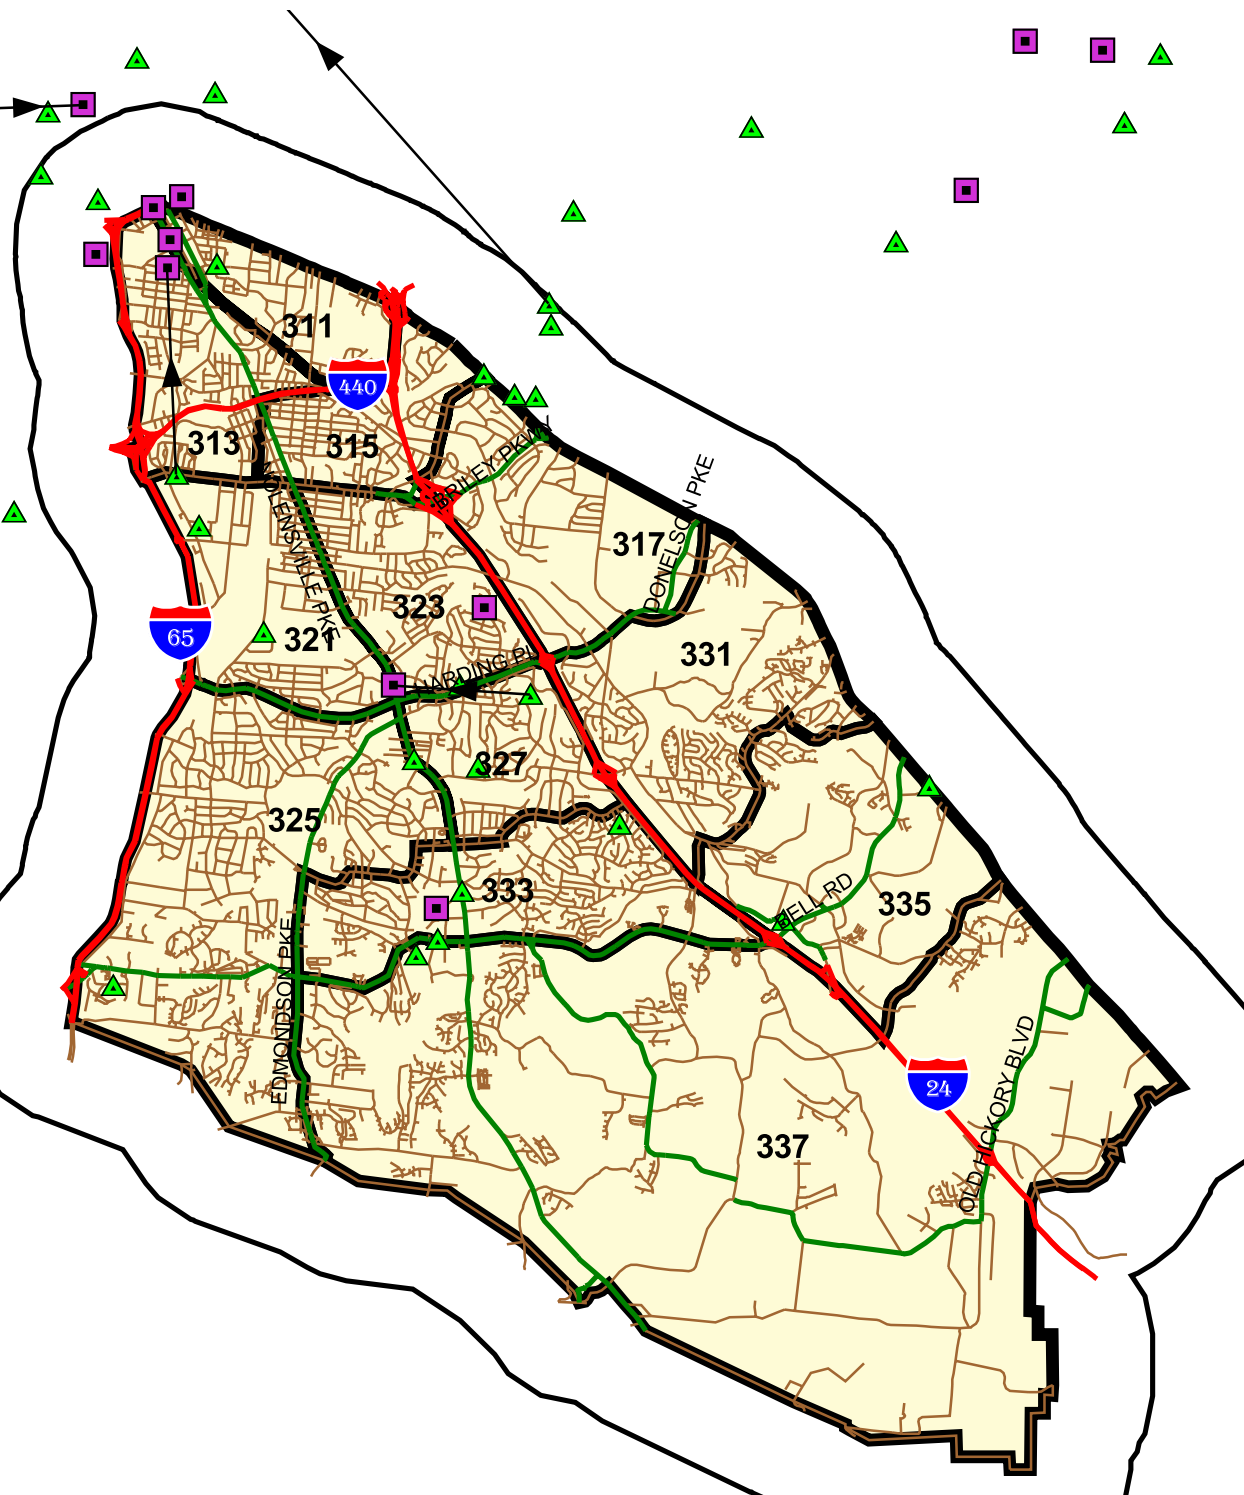 311
440
313
315
BRILEY PKWY
DONELSON PKE
NOLENSVILLE PKE
317
323
65
321
331
HARDING PL
327
325
BELL RD
333
335
EDMONDSON PKE
OLD HICKORY BLVD
24
337